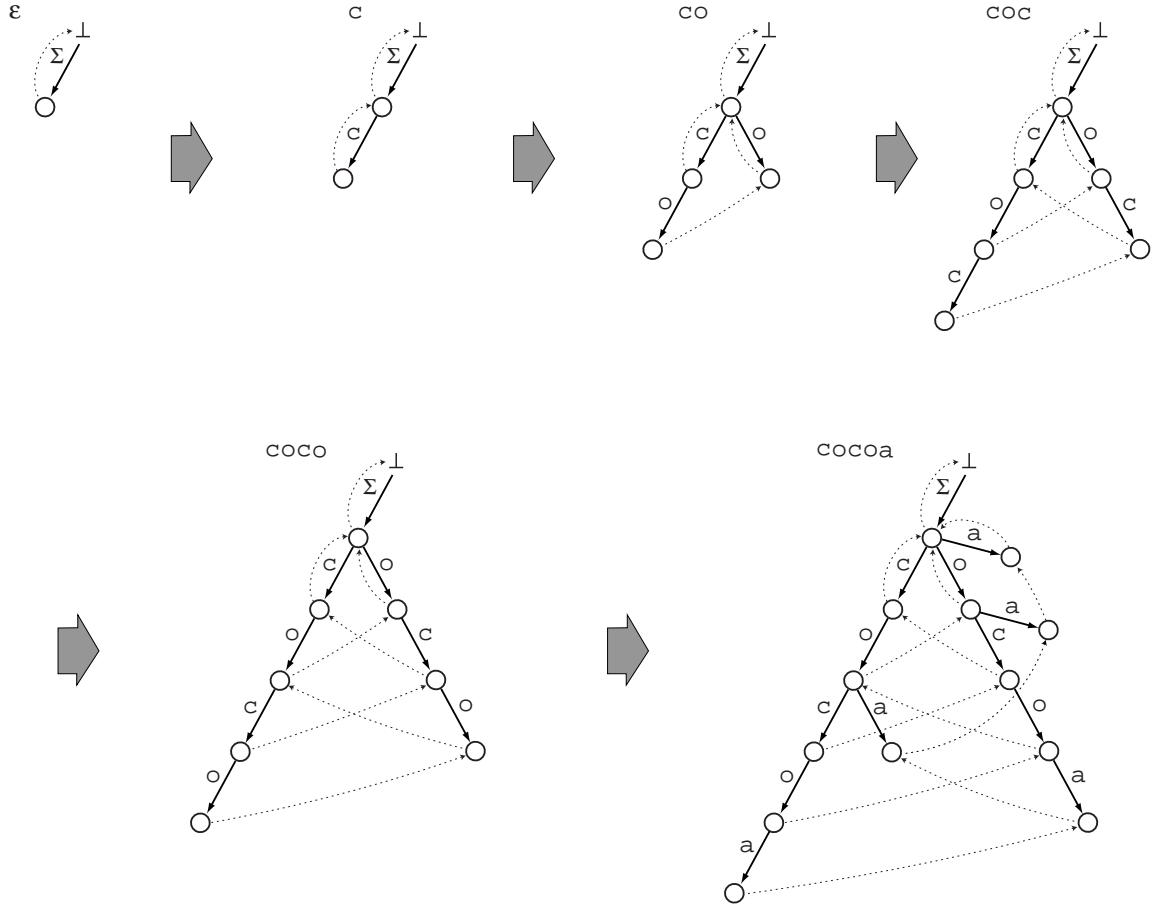 ε c co coc
⊥ ⊥ ⊥ ⊥
Σ Σ Σ Σ
c c o c o
o o c
c
coco cocoa
⊥ ⊥
Σ Σ
a
c o c o
a
o c o c
c o c a o
o o a
a